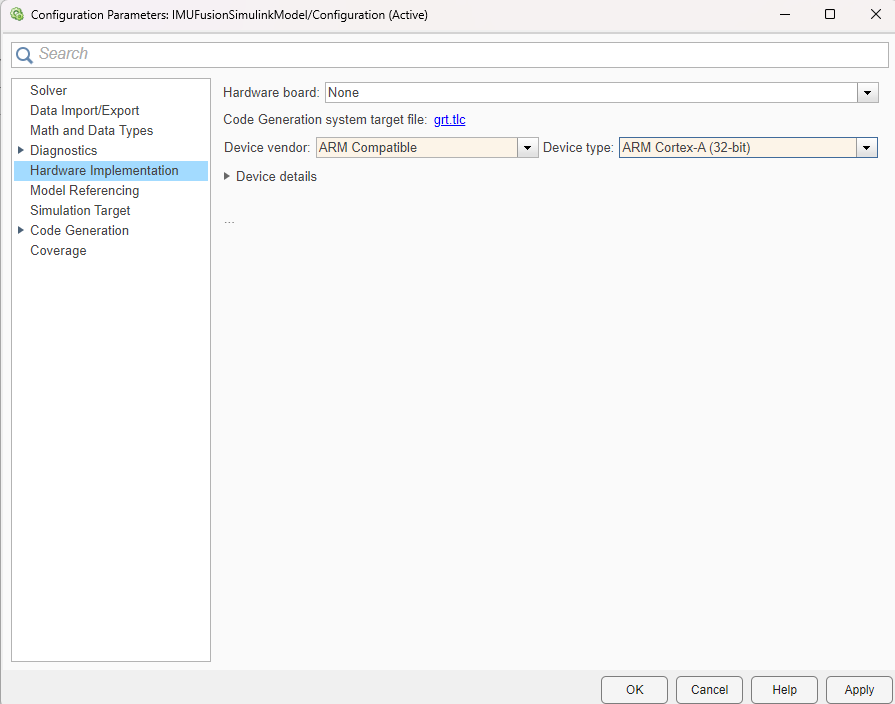 Configuration Parameters: IMUFusionSimulinkModel/Configuration (Active)
Search
Solver
Data Import/Export
Math and Data Types
Diagnostics
Hardware Implementation
Model Referencing
Simulation Target
Code Generation
Coverage
Hardware board: None
Code Generation system target file: grt.tlc
Device vendor: ARM Compatible Device type: ARM Cortex-A (32-bit)
Device details
...
OK Cancel Help Apply